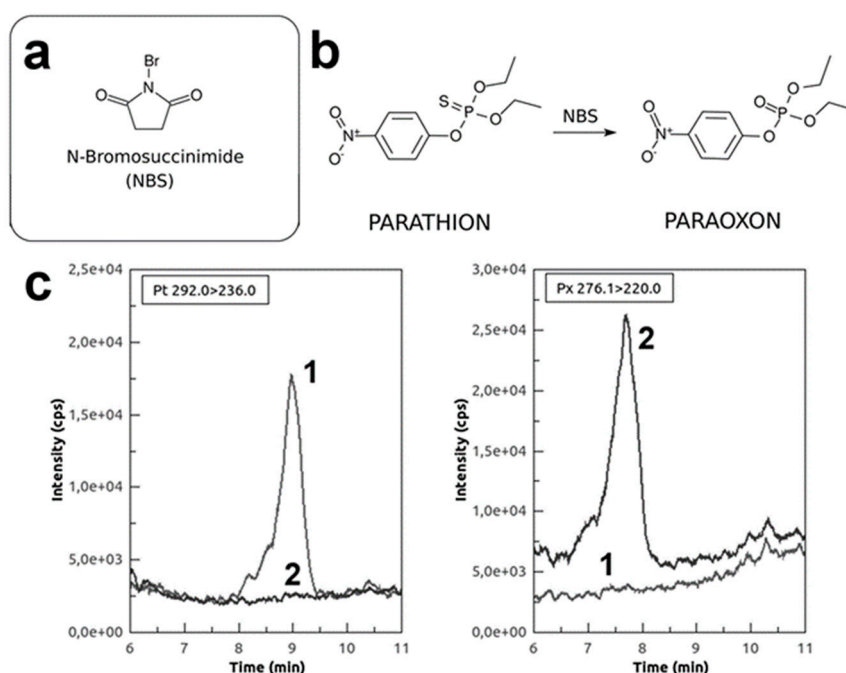 a
Br
N
O
O
N-Bromosuccinimide
(NBS)
b
O
N+
O-
S
P
O
O
O
NBS
O
N+
O-
O
P
O
O
O
PARATHION
PARAOXON
c
2,5e+04
2,0e+04
1,5e+04
1,0e+04
5,0e+03
0,0e+00
Intensity (cps)
Pt 292.0>236.0
1
2
6 7 8 9 10 11
Time (min)
3,0e+04
2,5e+04
2,0e+04
1,5e+04
1,0e+04
5,0e+03
0,0e+00
Intensity (cps)
Px 276.1>220.0
2
1
6 7 8 9 10 11
Time (min)